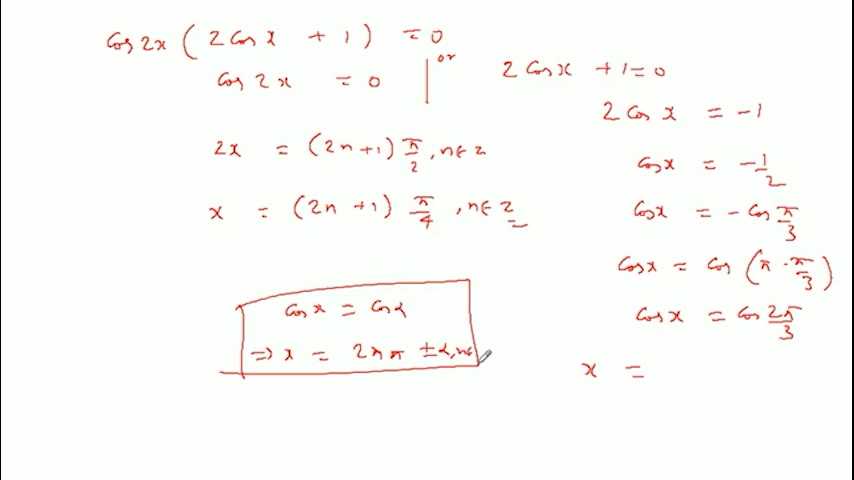 cos 2x ( 2 cos x + 1 ) = 0
cos 2x = 0 or
2x = (2n+1) π/2 , n∈z
x = (2n+1) π/4 , n∈z
2 cos x + 1 = 0
2 cos x = -1
cos x = -1/2
cos x = - cos π/3
cos x = cos (π - π/3)
cos x = cos 2π/3
x =
cos x = cos α
⇒ x = 2nπ ± α, n∈